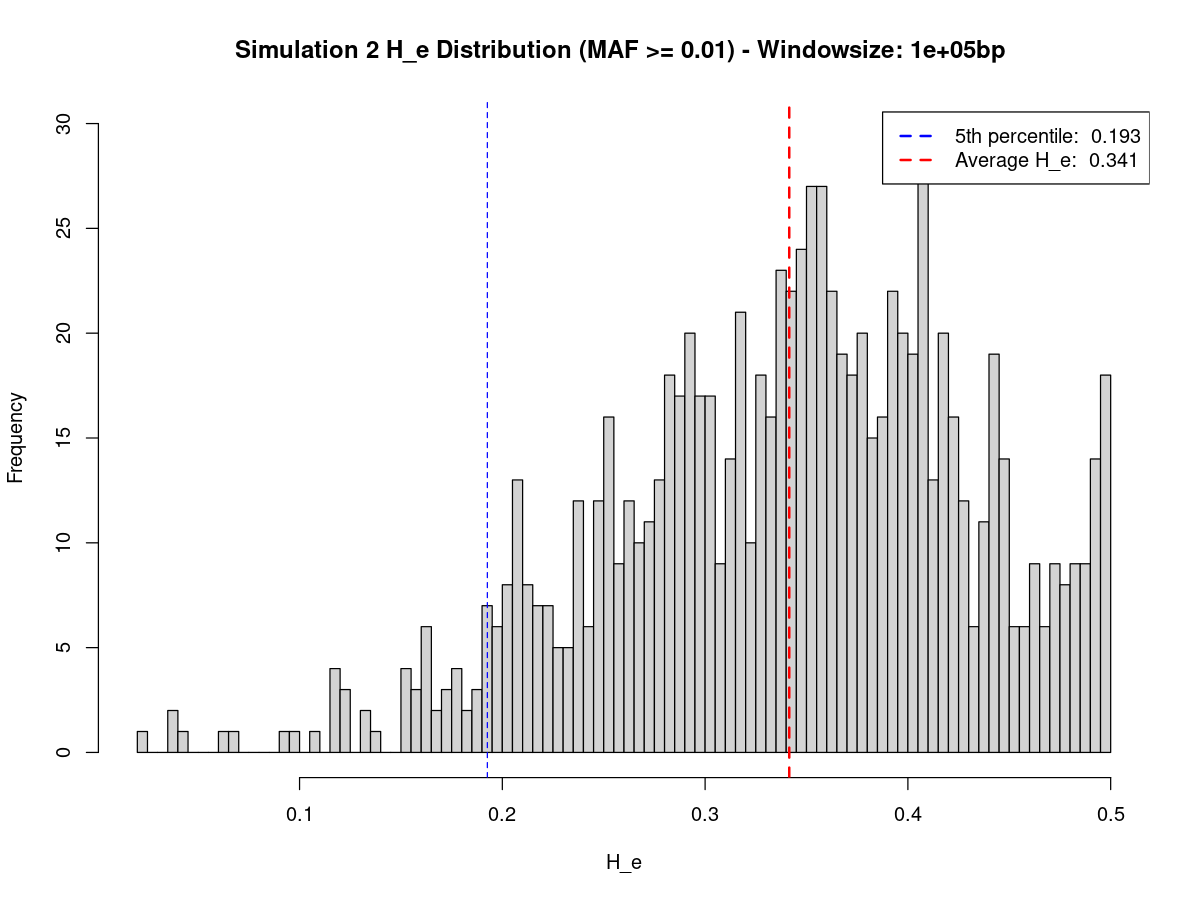 Simulation 2 H_e Distribution (MAF >= 0.01) - Windowsize: 1e+05bp
5th percentile: 0.193
Average H_e: 0.341
Frequency
30
25
20
15
10
5
0
0.1 0.2 0.3 0.4 0.5
H_e